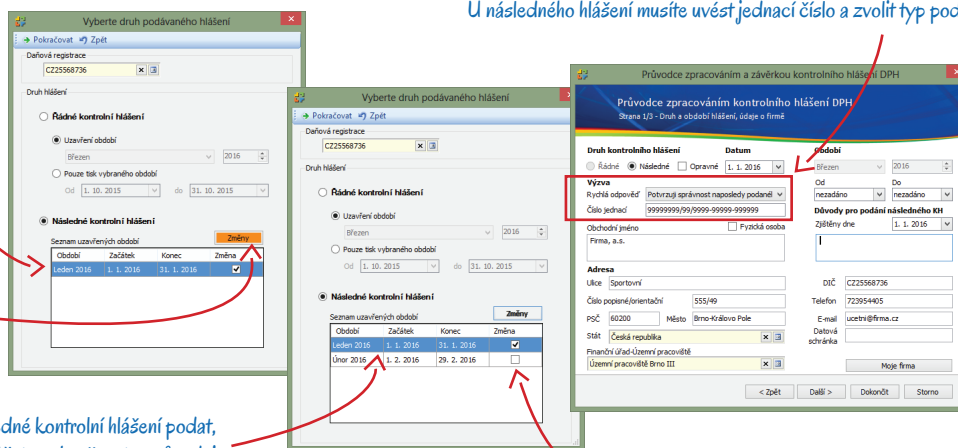 U následného hlášení musíte uvést jednací číslo a zvolit typ
Vyberte druh podávaného hlášení
Pokračovat Zpět
Daňová registrace
CZ25568736
Druh hlášení
Řádné kontrolní hlášení
Uzavření období
Březen 2016
Pouze tisk vybraného období
Od 1. 10. 2015 do 31. 10. 2015
Následné kontrolní hlášení
Seznam uzavřených období Změny
Období Začátek Konec Změna
Leden 2016 1. 1. 2016 31. 1. 2016
Vyberte druh podávaného hlášení
Pokračovat Zpět
Daňová registrace
CZ25568736
Druh hlášení
Řádné kontrolní hlášení
Uzavření období
Březen 2016
Pouze tisk vybraného období
Od 1. 10. 2015 do 31. 10. 2015
Následné kontrolní hlášení
Seznam uzavřených období Změny
Období Začátek Konec Změna
Leden 2016 1. 1. 2016 31. 1. 2016
Únor 2016 1. 2. 2016 29. 2. 2016
Průvodce zpracováním a závěrkou kontrolního hlášení DPH
Průvodce zpracováním kontrolního hlášení DPH
Strana 1/3 - Druh a období hlášení, údaje o firmě
Druh kontrolního hlášení Datum Období
Řádné Následné Opravné 1. 1. 2016 Březen 2016
Výzva Od Do
Rychlá odpověď Potvrzuji správnost naposledy podané nezadáno nezadáno
Číslo jednací 99999999/99/9999-99999-999999 Důvody pro podání následného KH
Obchodní jméno Fyzická osoba Zjištěny dne 1. 1. 2016
Firma, a.s.
Adresa
Ulice Sportovní DIČ CZ25568736
Číslo popisné/orientační 555/49 Telefon 723954405
PSČ 60200 Město Brno-Královo Pole E-mail ucetni@firma.cz
Stát Česká republika Datová schránka
Finanční úřad-Územní pracoviště
Územní pracoviště Brno III Moje firma
< Zpět Další > Dokončit Storno
kontrolní hlášení podat,